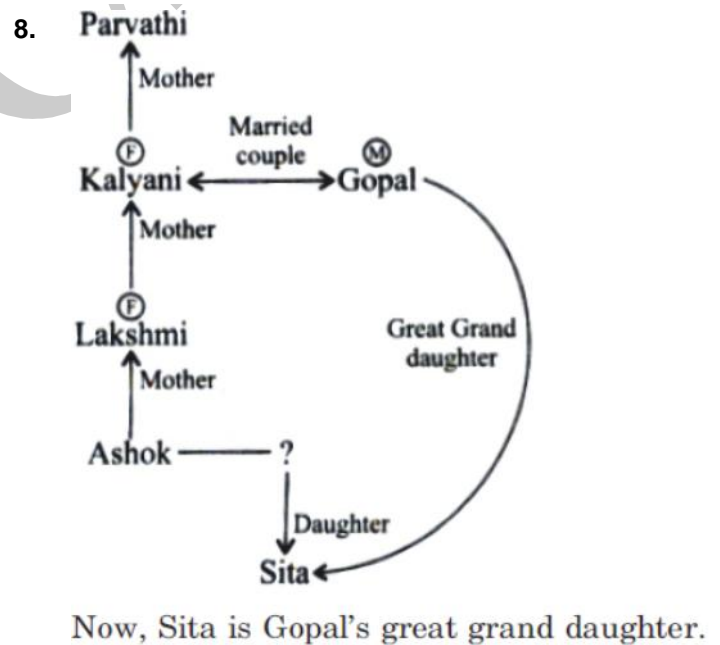 8.
Parvathi
Mother
Married
couple
F
M
Kalyani
Gopal
Mother
F
Lakshmi
Great Grand
daughter
Mother
Ashok
?
Daughter
Sita
Now, Sita is Gopal's great grand daughter.